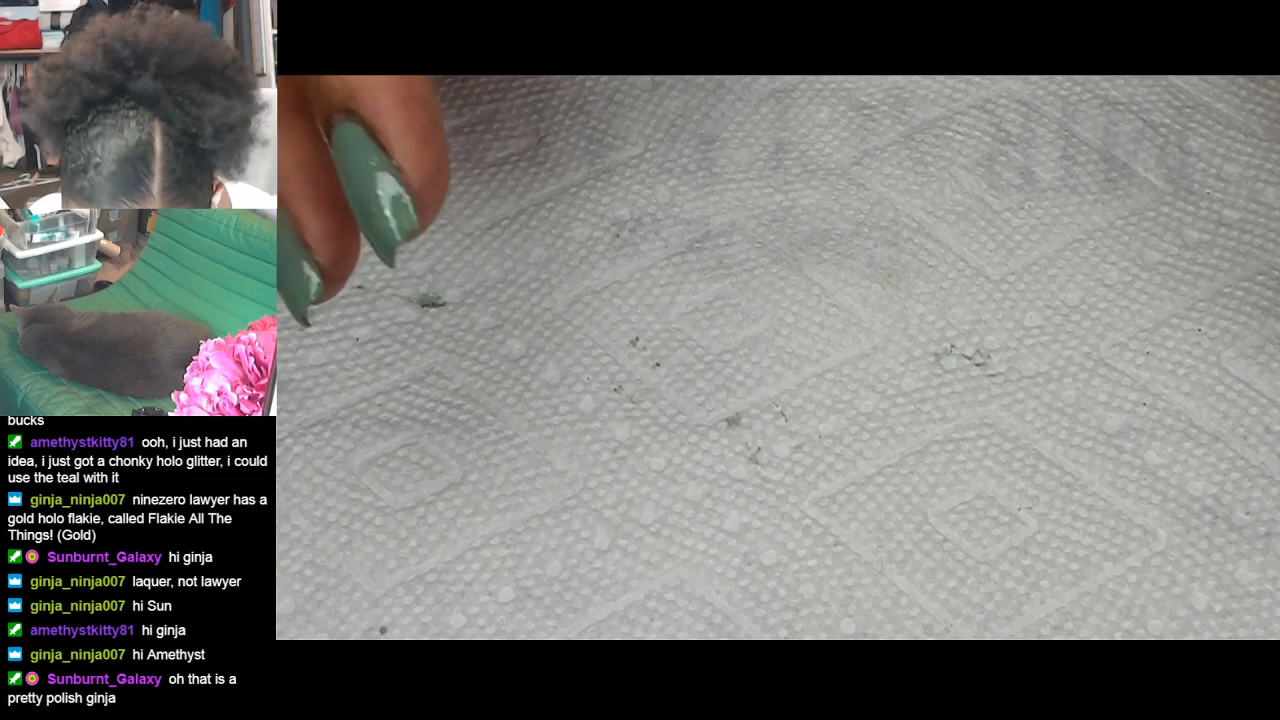 bucks
amethystkitty81 ooh, i just had an
idea, i just got a chonky holo glitter, i could
use the teal with it
ginja_ninja007 ninezero lawyer has a
gold holo flakie, called Flakie All The
Things! (Gold)
Sunburnt_Galaxy hi ginja
ginja_ninja007 laquer, not lawyer
ginja_ninja007 hi Sun
amethystkitty81 hi ginja
ginja_ninja007 hi Amethyst
Sunburnt_Galaxy oh that is a
pretty polish ginja